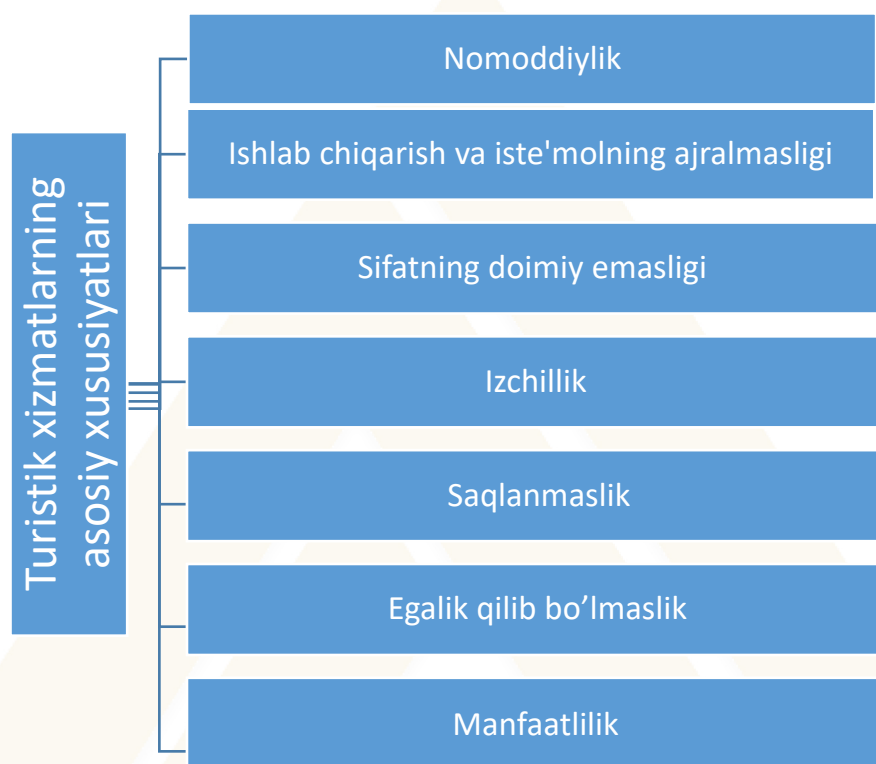 Turistik xizmatlarning
asosiy xususiyatlari
Nomoddiylik
Ishlab chiqarish va iste'molning ajralmasligi
Sifatning doimiy emasligi
Izchillik
Saqlanmaslik
Egalik qilib bo’lmaslik
Manfaatlilik